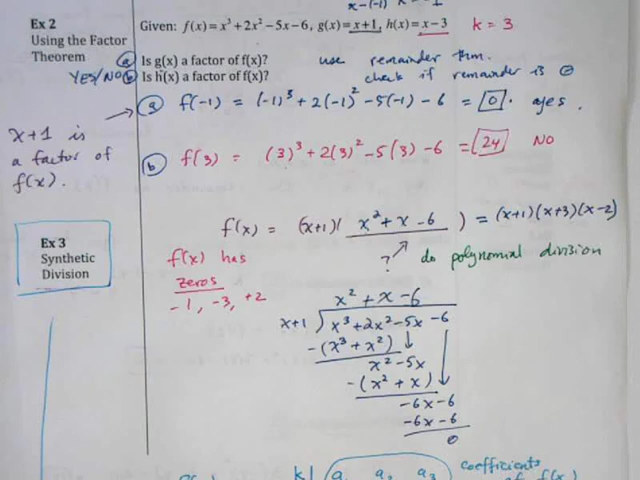 x-(-1)
Ex 2
Using the Factor
Theorem
Given: f(x)=x³+2x²−5x−6, g(x)=x+1, h(x)=x−3 k = 3
ⓐ Is g(x) a factor of f(x)? use remainder thm.
YES/NO ⓑ Is h(x) a factor of f(x)? check if remainder is 0
ⓐ f(-1) = (-1)³ + 2(-1)² -5(-1) - 6 = 0 . yes.
x+1 is
a factor of
f(x).
ⓑ f(3) = (3)³ + 2(3)² -5(3) -6 = 24 NO
f(x) = (x+1)( x² + x -6 ) = (x+1)(x+3)(x-2)
? do polynomial division
f(x) has
zeros
-1, -3, +2
Ex 3
Synthetic
Division
x² + x -6
x+1 ) x³ +2x² -5x -6
-(x³ + x²)
x² -5x
-(x² + x)
-6x -6
-6x -6
0
k| a₁ a₂ a₃ coefficients
of f(x)